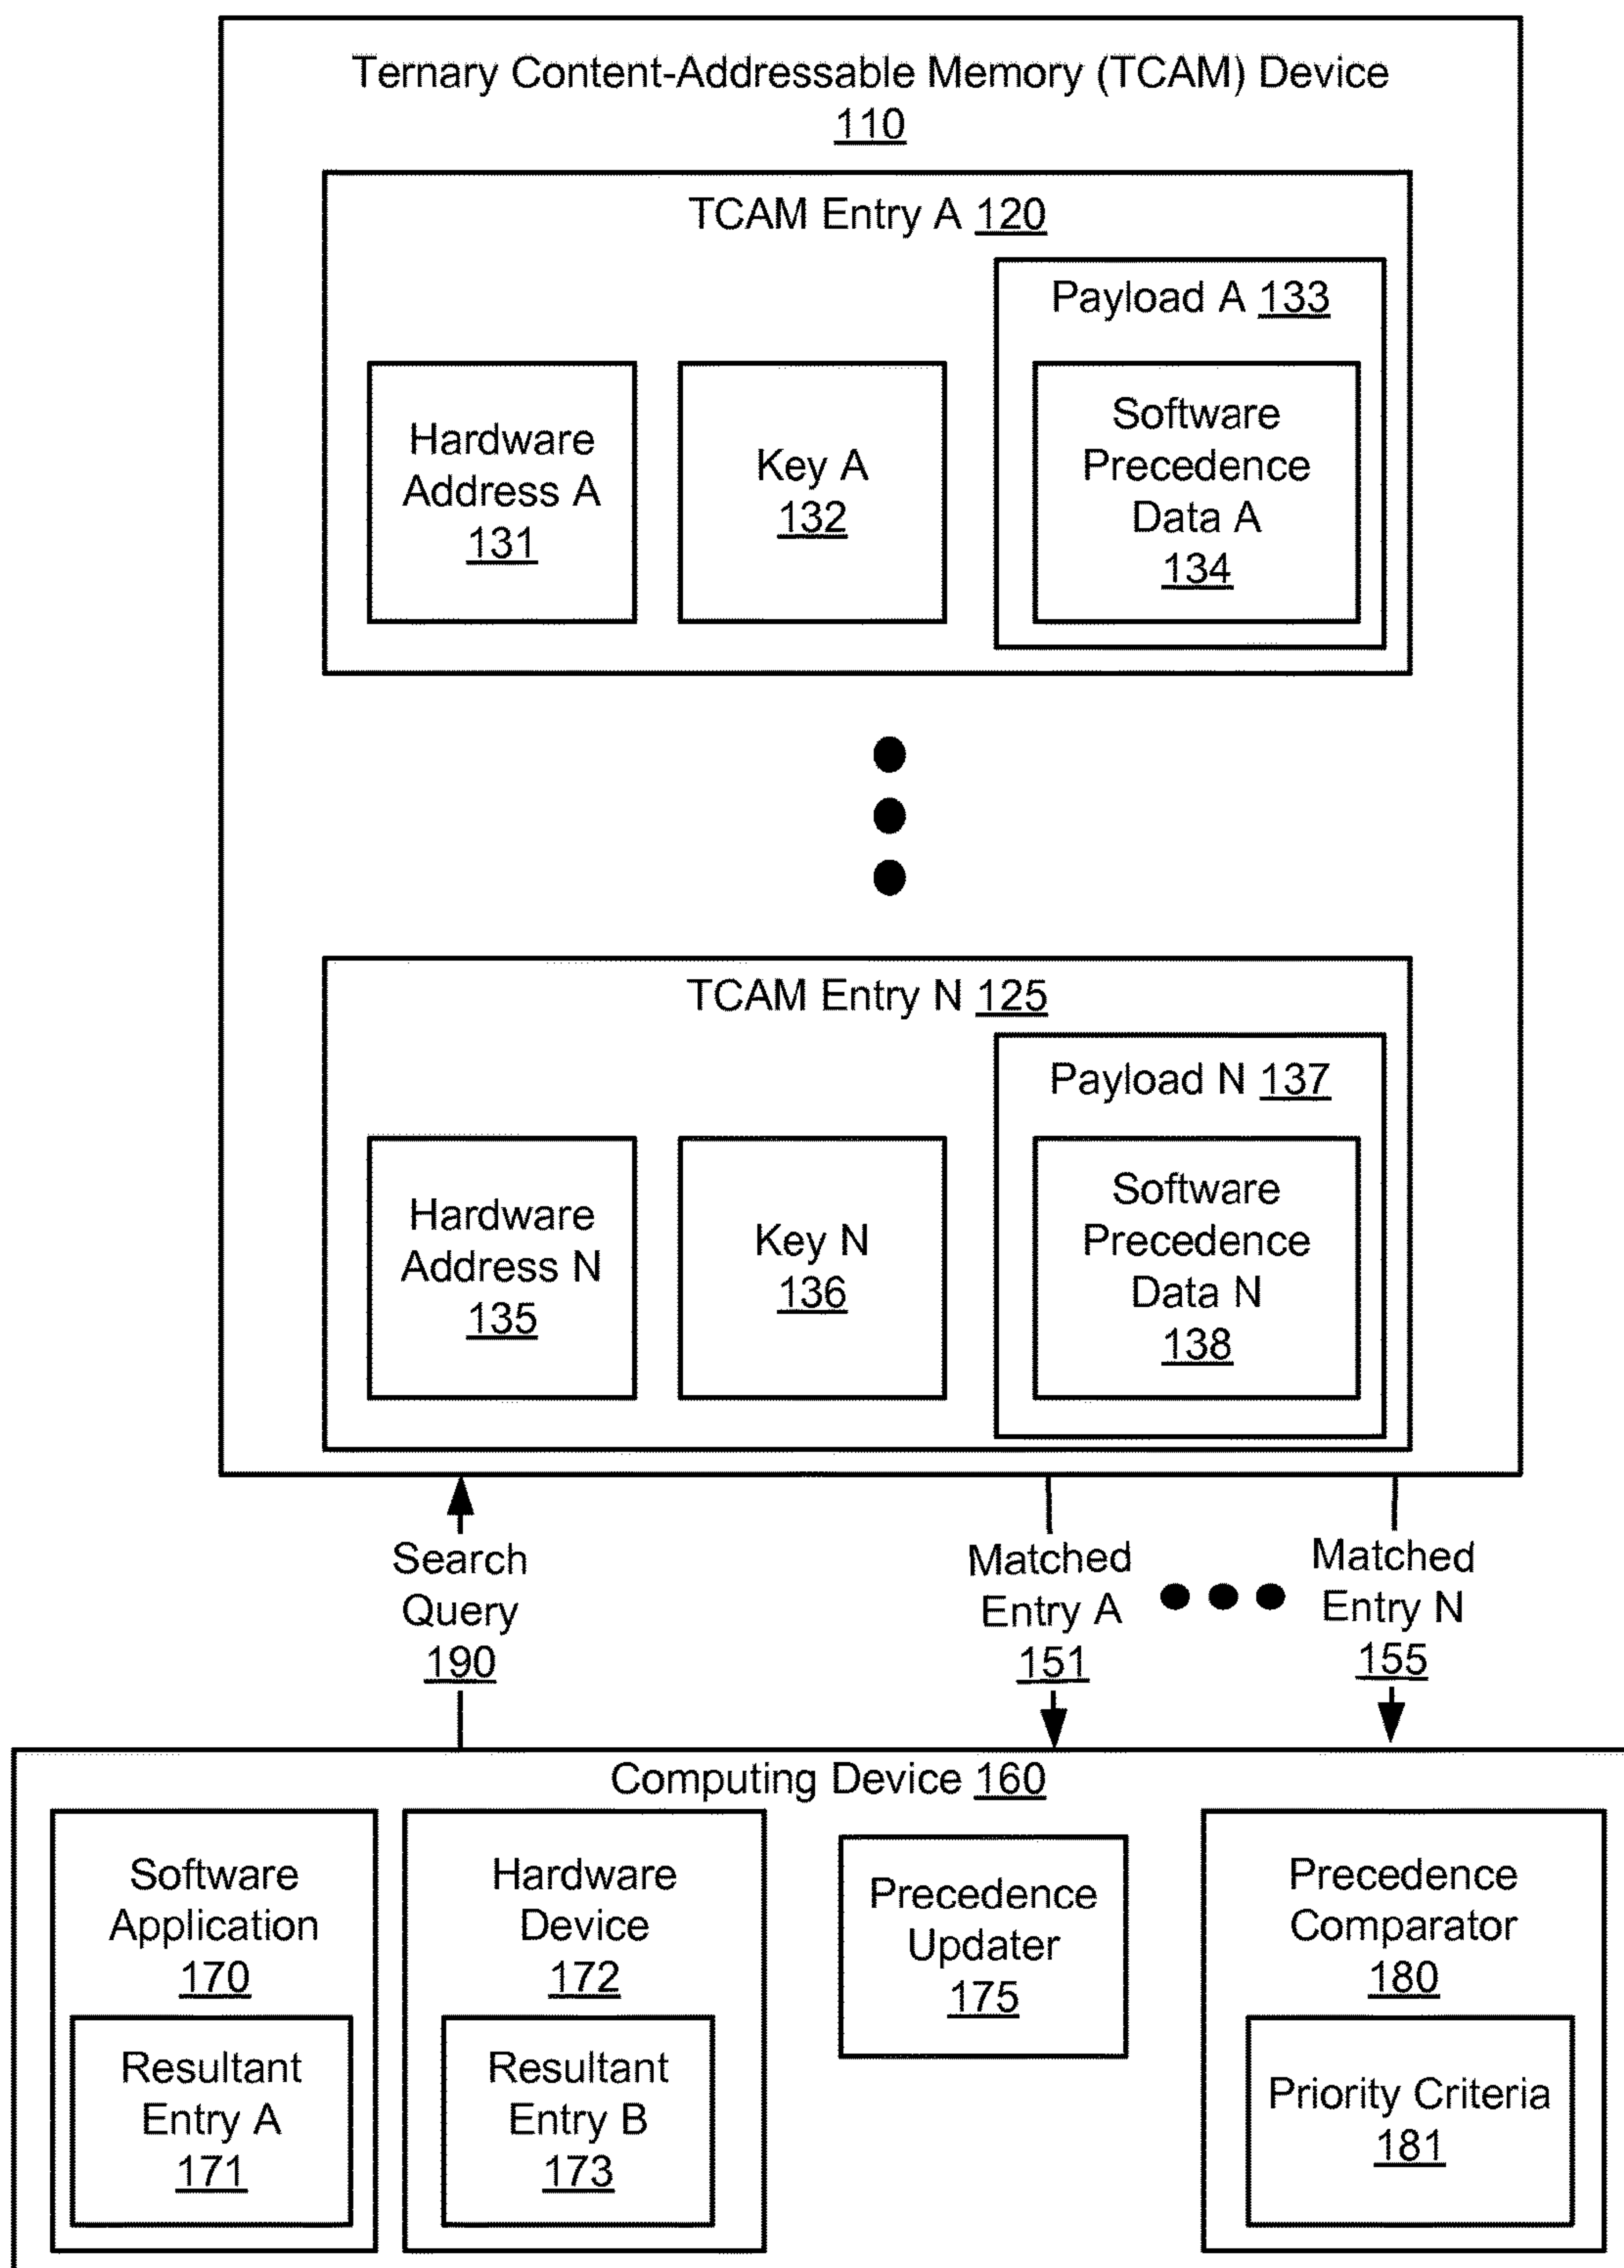 Ternary Content-Addressable Memory (TCAM) Device
110
TCAM Entry A 120
Payload A 133
Hardware
Address A
131
Key A
132
Software
Precedence
Data A
134
TCAM Entry N 125
Payload N 137
Hardware
Address N
135
Key N
136
Software
Precedence
Data N
138
Search
Query
190
Matched
Entry A
151
Matched
Entry N
155
Computing Device 160
Software
Application
170
Resultant
Entry A
171
Hardware
Device
172
Resultant
Entry B
173
Precedence
Updater
175
Precedence
Comparator
180
Priority Criteria
181